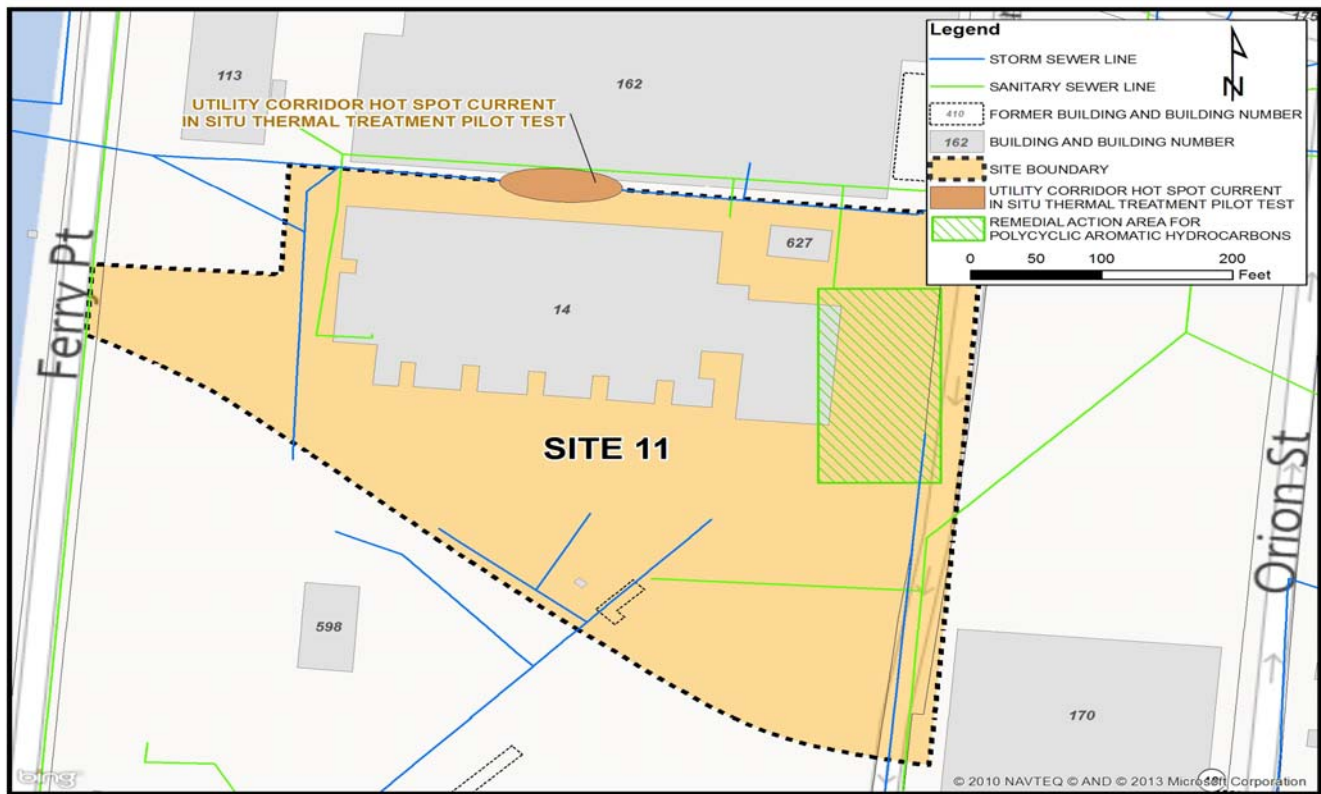 113
162
UTILITY CORRIDOR HOT SPOT CURRENT
IN SITU THERMAL TREATMENT PILOT TEST
Legend
STORM SEWER LINE
SANITARY SEWER LINE
410 FORMER BUILDING AND BUILDING NUMBER
162 BUILDING AND BUILDING NUMBER
SITE BOUNDARY
UTILITY CORRIDOR HOT SPOT CURRENT
IN SITU THERMAL TREATMENT PILOT TEST
REMEDIAL ACTION AREA FOR
POLYCYCLIC AROMATIC HYDROCARBONS
0 50 100 200
Feet
N
175
627
14
Ferry Pt
SITE 11
Orion St
598
170
bing
© 2010 NAVTEQ © AND © 2013 Microsoft Corporation